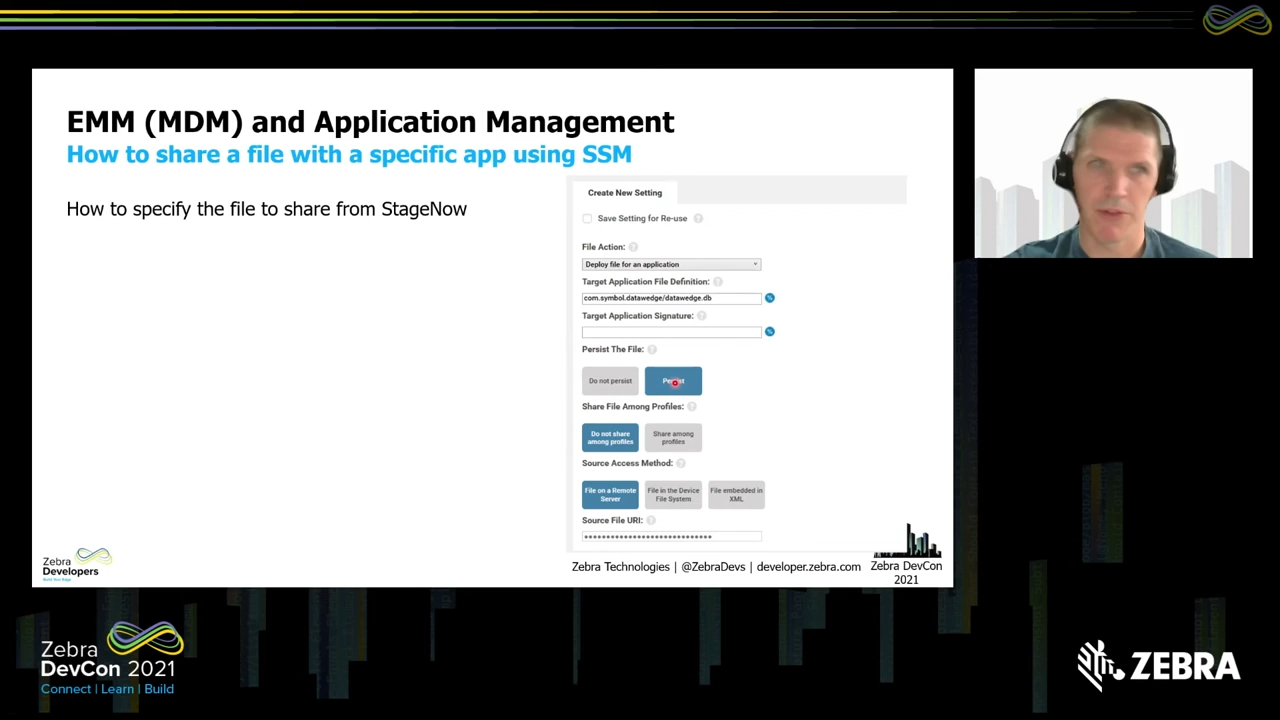 EMM (MDM) and Application Management
How to share a file with a specific app using SSM
How to specify the file to share from StageNow
Create New Setting
Save Setting for Re-use ?
File Action: ?
Deploy file for an application
Target Application File Definition: ?
com.symbol.datawedge/datawedge.db
Target Application Signature: ?
Persist The File: ?
Do not persist
Share File Among Profiles: ?
Do not share
among profiles
Share among
profiles
Source Access Method: ?
File on a Remote
Server
File in the Device
File System
File embedded in
XML
Source File URI: ?
Zebra
Developers
Zebra Technologies | @ZebraDevs | developer.zebra.com
Zebra DevCon
2021
Zebra
DevCon 2021
Connect | Learn | Build
ZEBRA